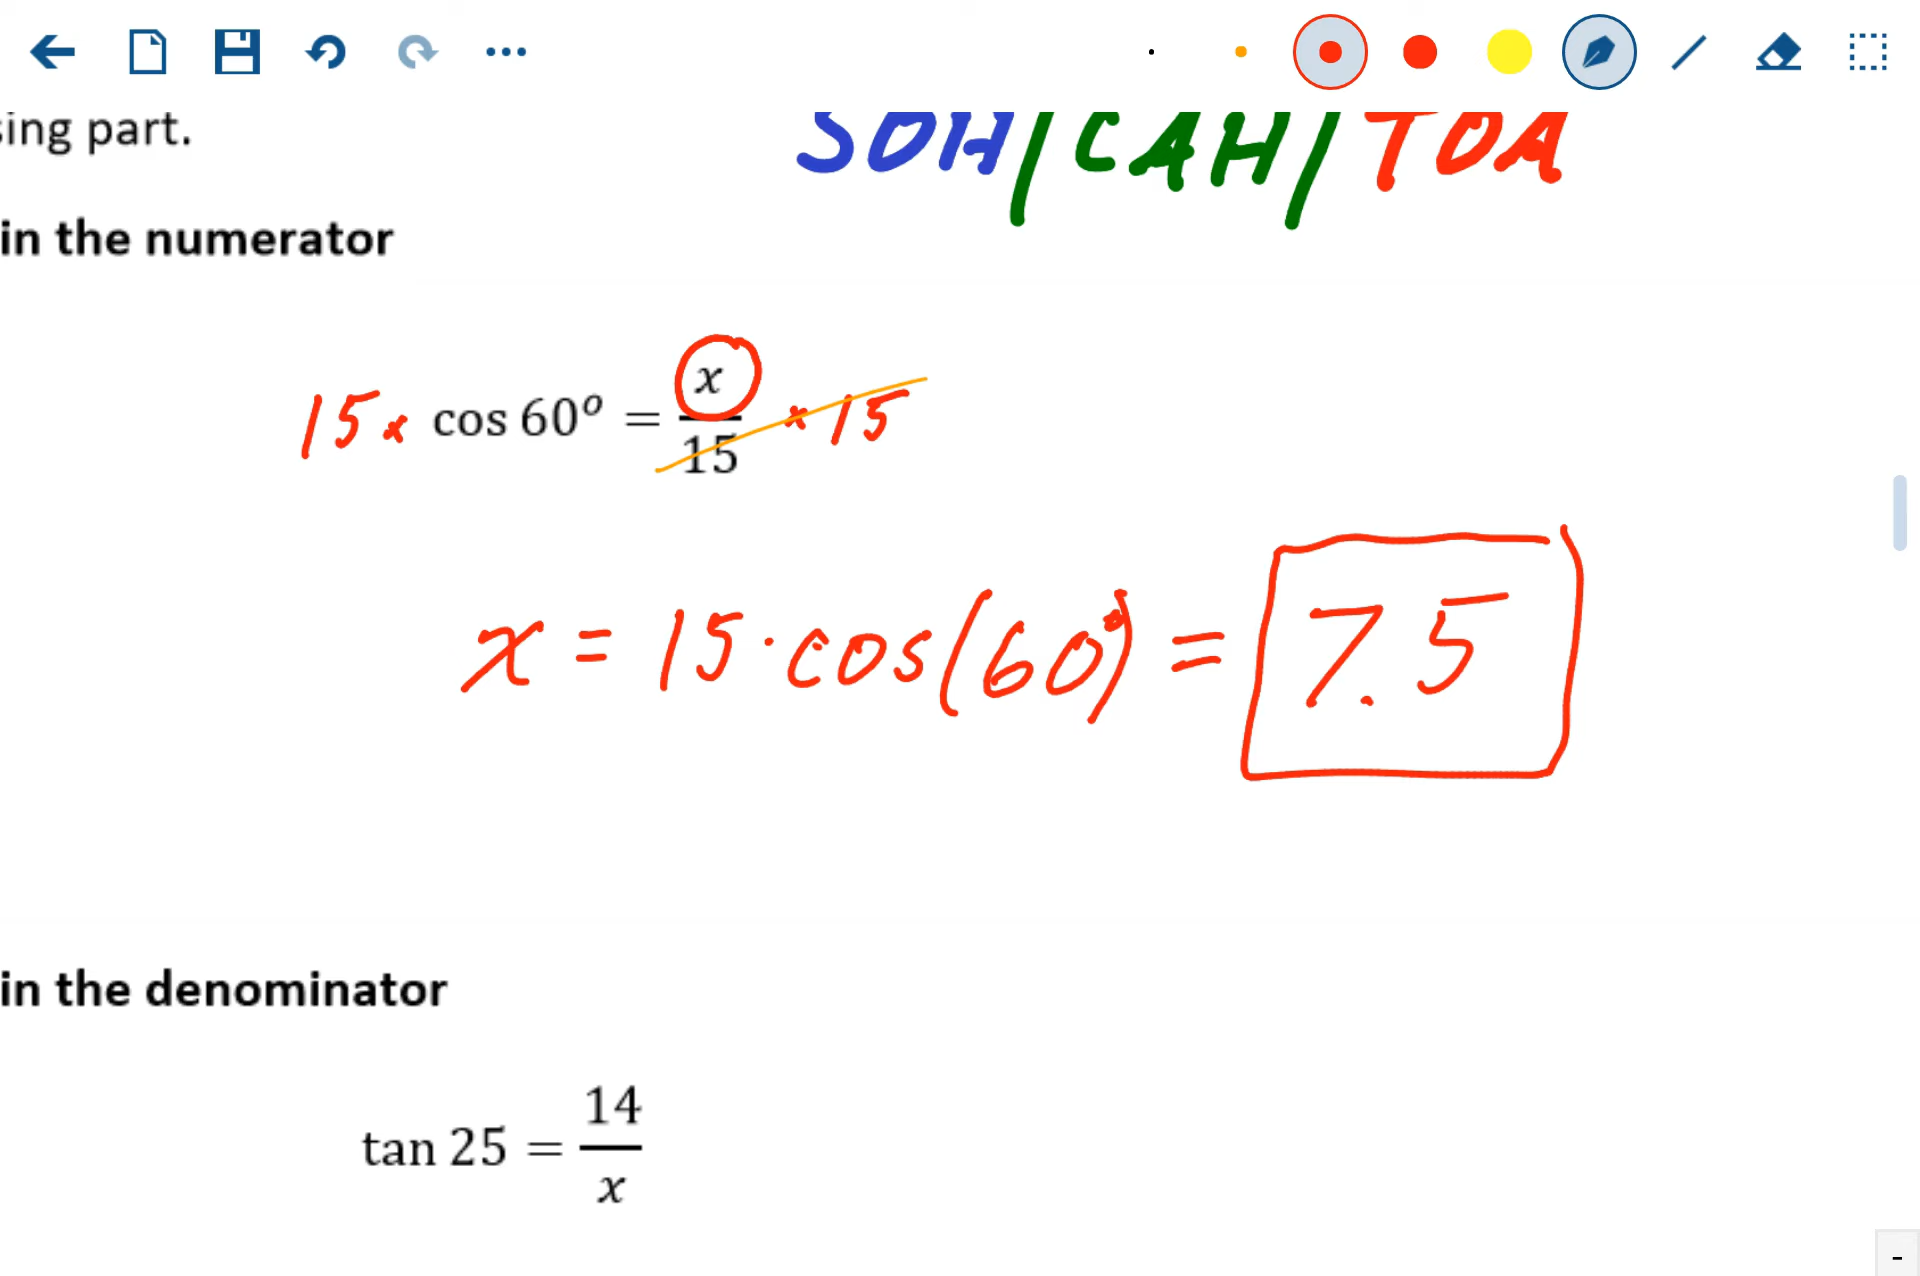 sing part.
SOH/CAH/TOA
in the numerator
15 × cos 60° = x/15 × 15
x = 15 · cos(60°) = 7.5
in the denominator
tan 25 = 14/x